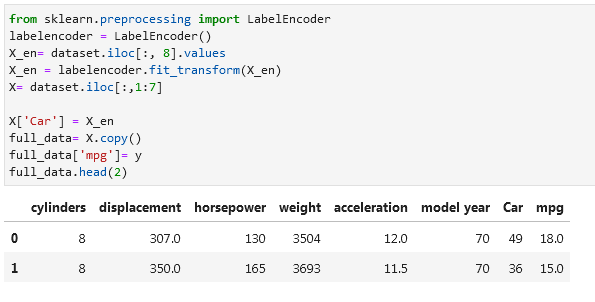 from sklearn.preprocessing import LabelEncoder
labelencoder = LabelEncoder()
X_en= dataset.iloc[:, 8].values
X_en = labelencoder.fit_transform(X_en)
X= dataset.iloc[:,1:7]
X['Car'] = X_en
full_data= X.copy()
full_data['mpg']= y
full_data.head(2)
cylinders displacement horsepower weight acceleration model year Car mpg
0 8 307.0 130 3504 12.0 70 49 18.0
1 8 350.0 165 3693 11.5 70 36 15.0